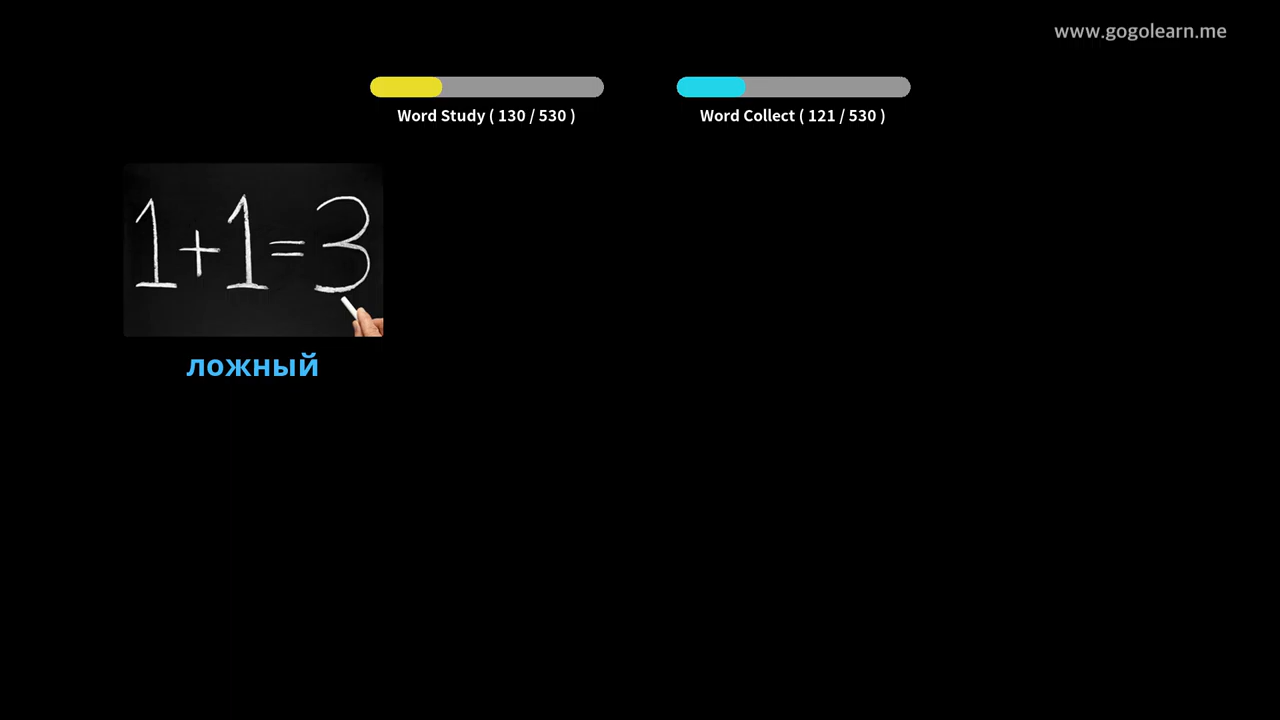 www.gogolearn.me
Word Study ( 130 / 530 )
Word Collect ( 121 / 530 )
1+1=3
ложный